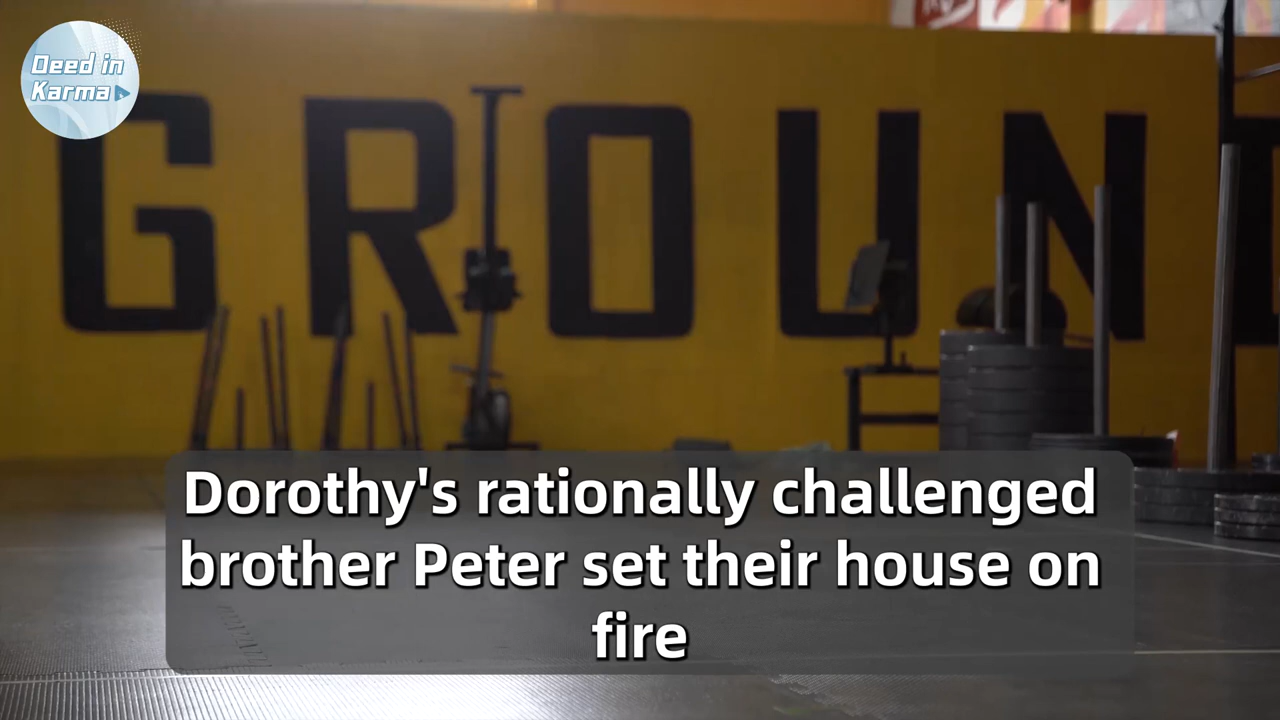 Deed in
Karma
GROUN
Dorothy's rationally challenged
brother Peter set their house on
fire